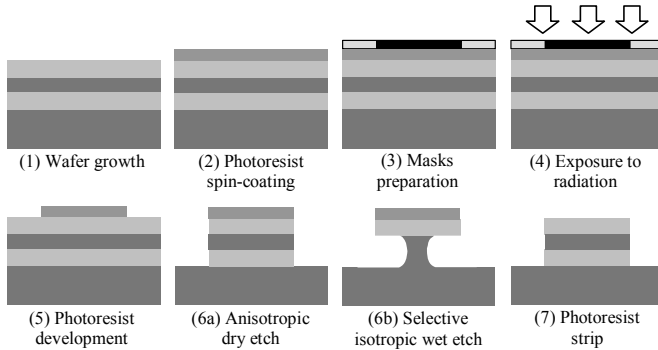 (1) Wafer growth
(2) Photoresist
spin-coating
(3) Masks
preparation
(4) Exposure to
radiation
(5) Photoresist
development
(6a) Anisotropic
dry etch
(6b) Selective
isotropic wet etch
(7) Photoresist
strip